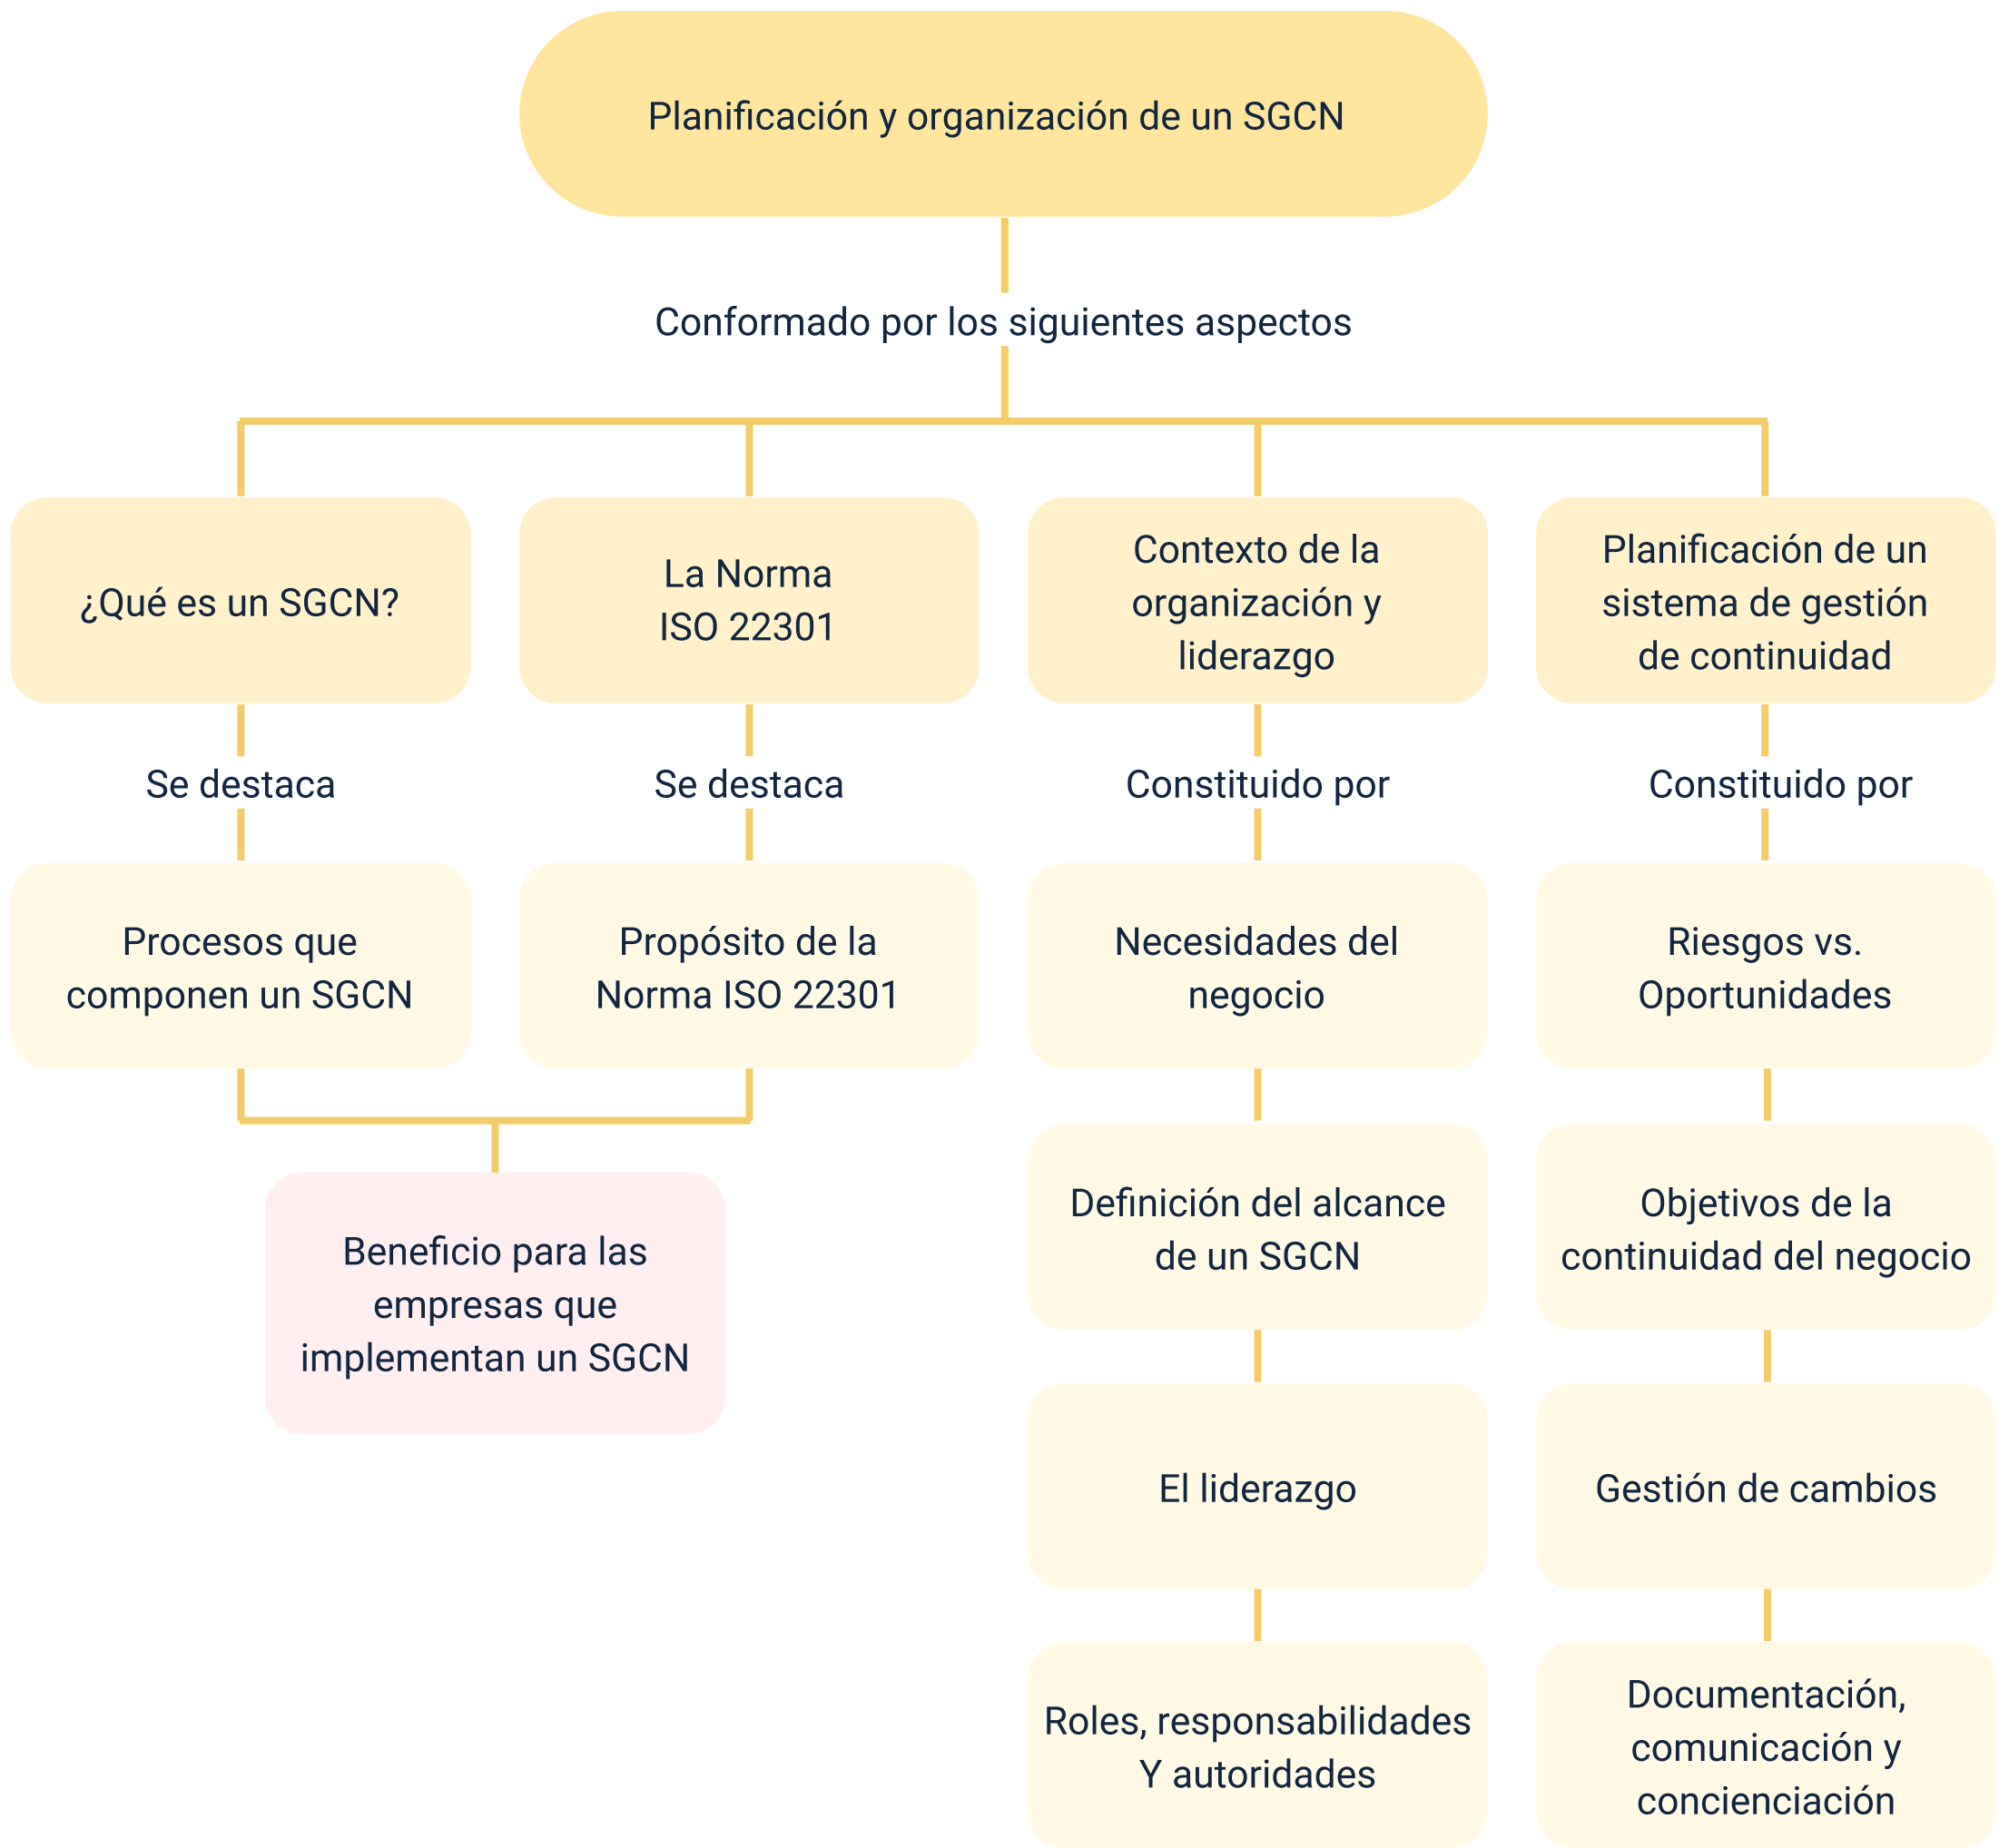 Planificación y organización de un SGCN
Conformado por los siguientes aspectos
¿Qué es un SGCN?
La Norma
ISO 22301
Contexto de la
organización y
liderazgo
Planificación de un
sistema de gestión
de continuidad
Se destaca
Se destaca
Constituido por
Constituido por
Procesos que
componen un SGCN
Propósito de la
Norma ISO 22301
Necesidades del
negocio
Riesgos vs.
Oportunidades
Beneficio para las
empresas que
implementan un SGCN
Definición del alcance
de un SGCN
Objetivos de la
continuidad del negocio
El liderazgo
Gestión de cambios
Roles, responsabilidades
Y autoridades
Documentación,
comunicación y
concienciación